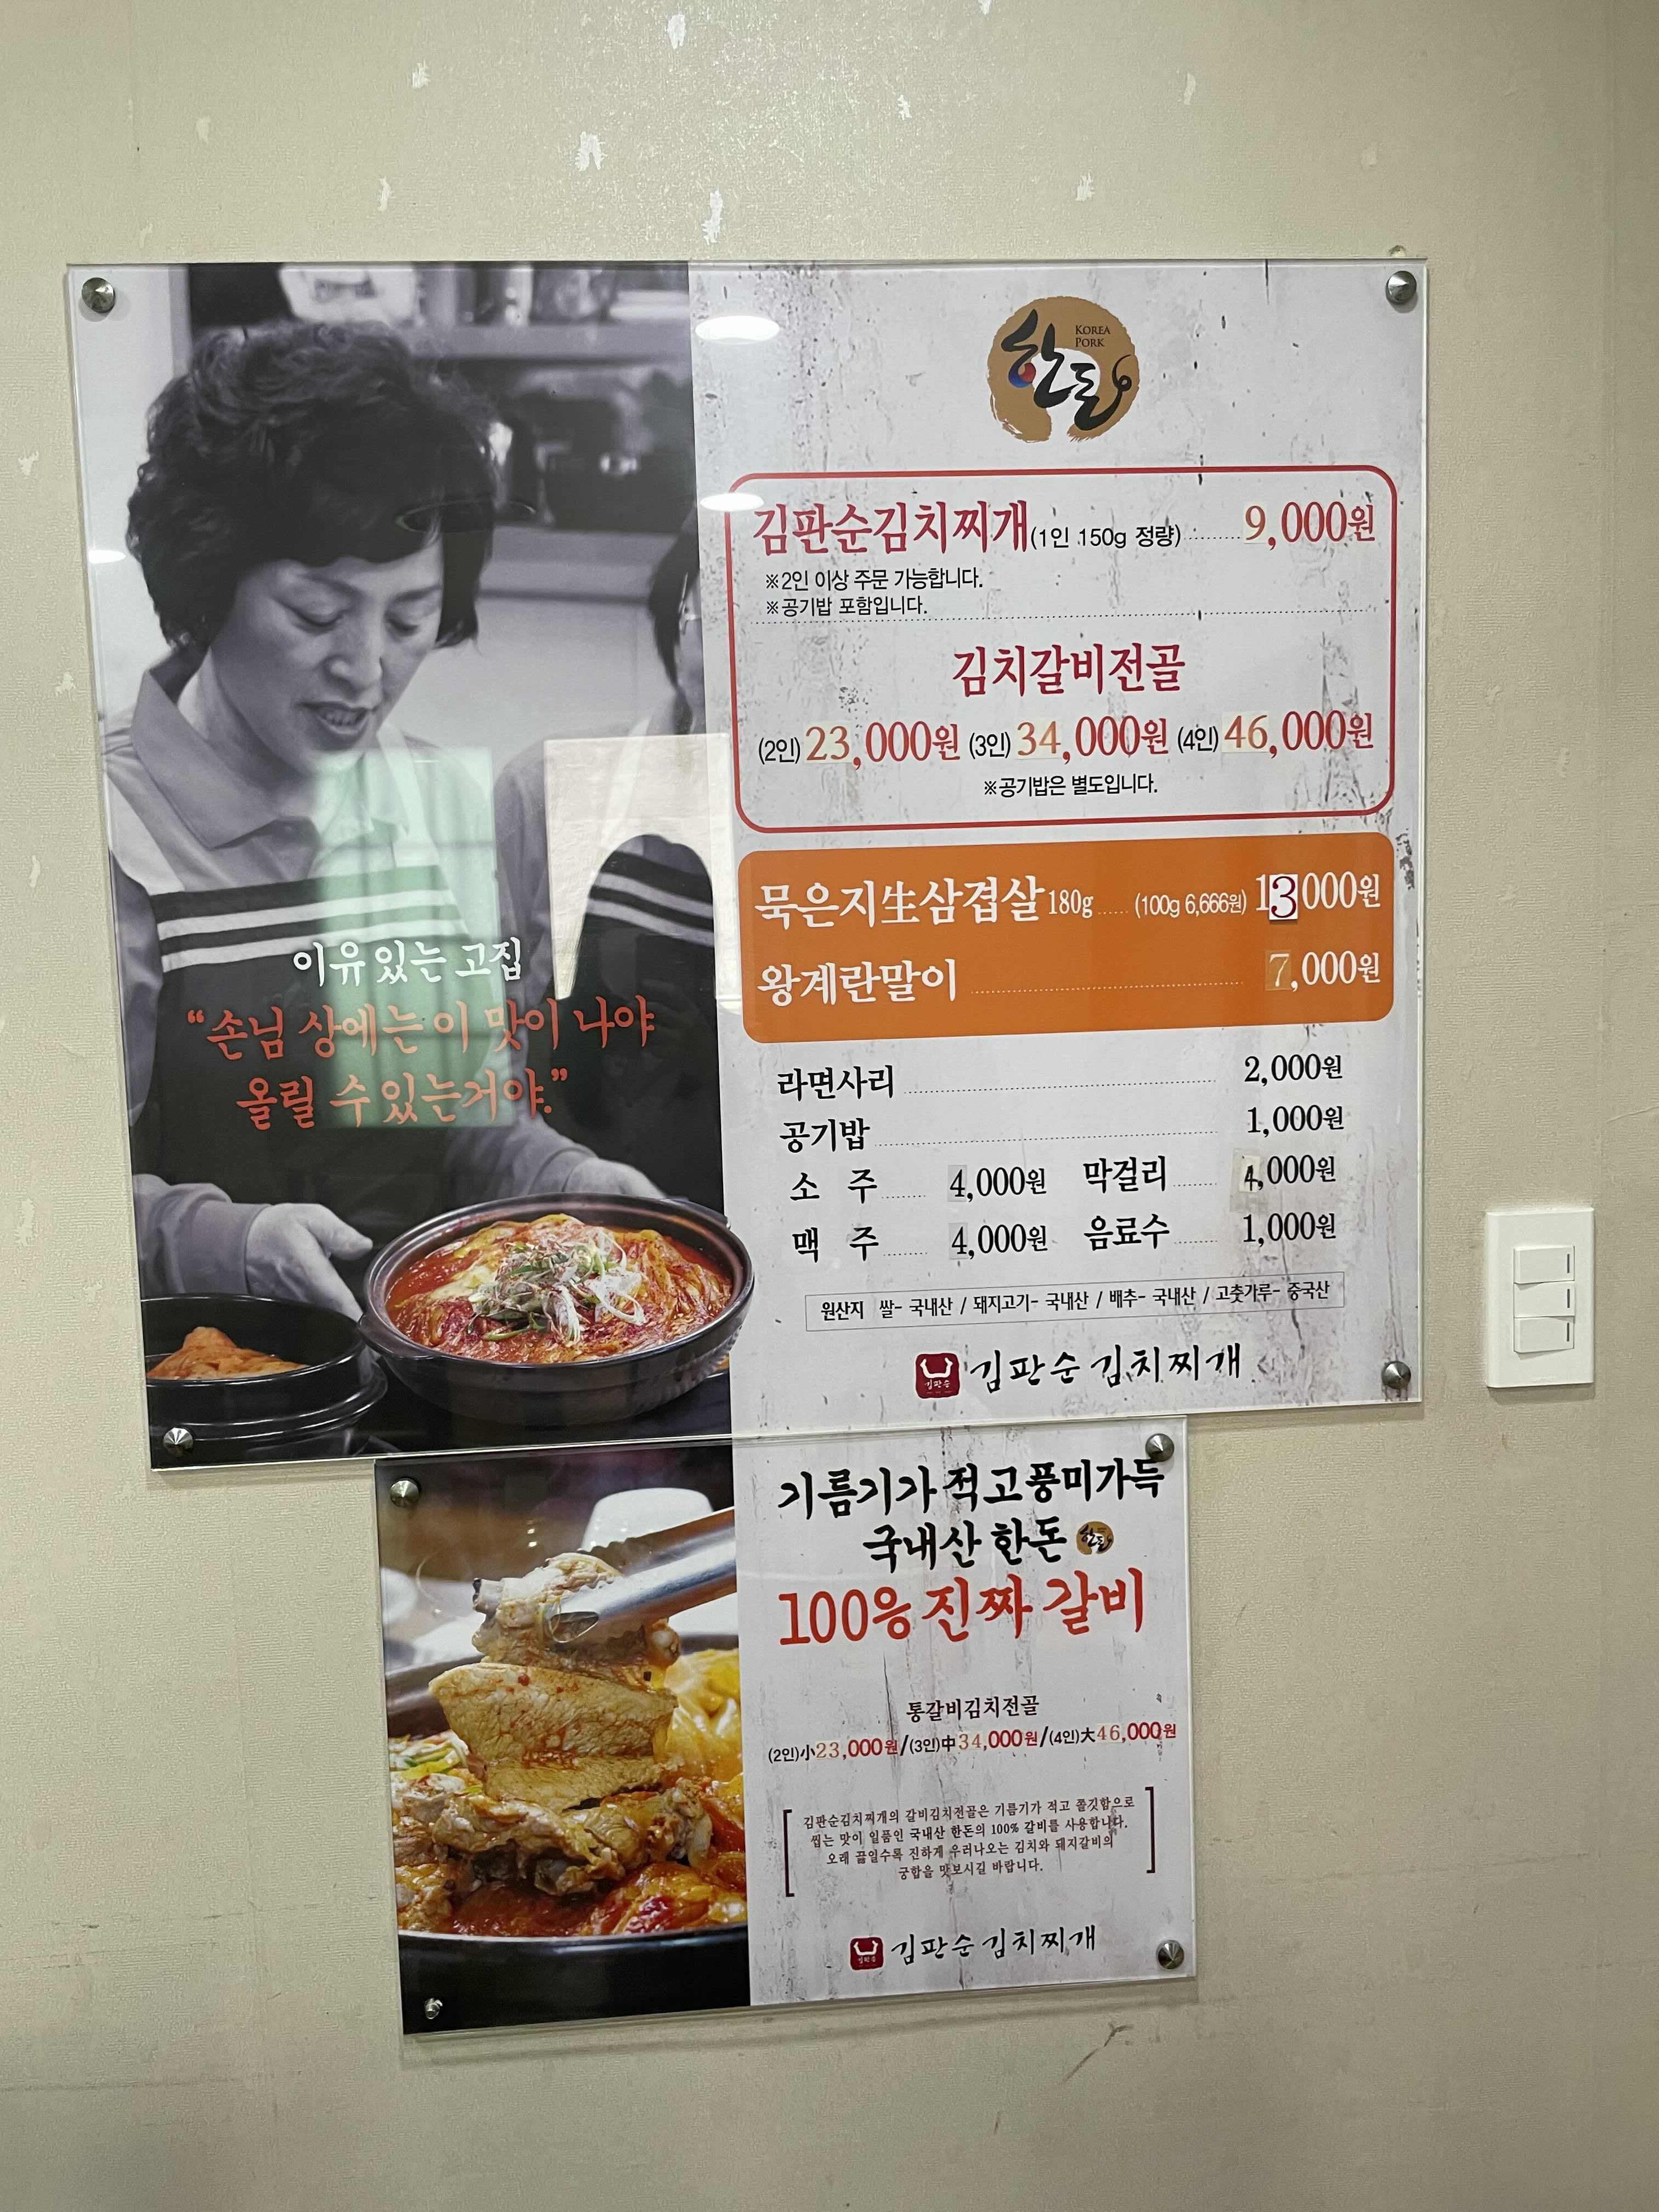 한돈
KOREA
PORK
김판순김치찌개(1인 150g 정량) 9,000원
※2인 이상 주문 가능합니다.
※공기밥 포함입니다.
김치갈비전골
(2인) 23,000원 (3인) 34,000원 (4인) 46,000원
※공기밥은 별도입니다.
묵은지生삼겹살 180g (100g 6,666원) 13000원
왕계란말이 7,000원
라면사리 2,000원
공기밥 1,000원
소 주 4,000원 막걸리 4,000원
맥 주 4,000원 음료수 1,000원
원산지 쌀- 국내산 / 돼지고기- 국내산 / 배추- 국내산 / 고춧가루- 중국산
김판순
김판순 김치찌개
이유 있는 고집
“손님 상에는 이 맛이 나야
올릴 수 있는거야.”
기름기가 적고 풍미가득
국내산 한돈 한돈
100% 진짜 갈비
통갈비김치전골
(2인)小23,000원/(3인)中34,000원/(4인)大46,000원
김판순김치찌개의 갈비김치전골은 기름기가 적고 쫄깃함으로
씹는 맛이 일품인 국내산 한돈의 100% 갈비를 사용합니다.
오래 끓일수록 진하게 우러나오는 김치와 돼지갈비의
궁합을 맛보시길 바랍니다.
김판순
김판순 김치찌개